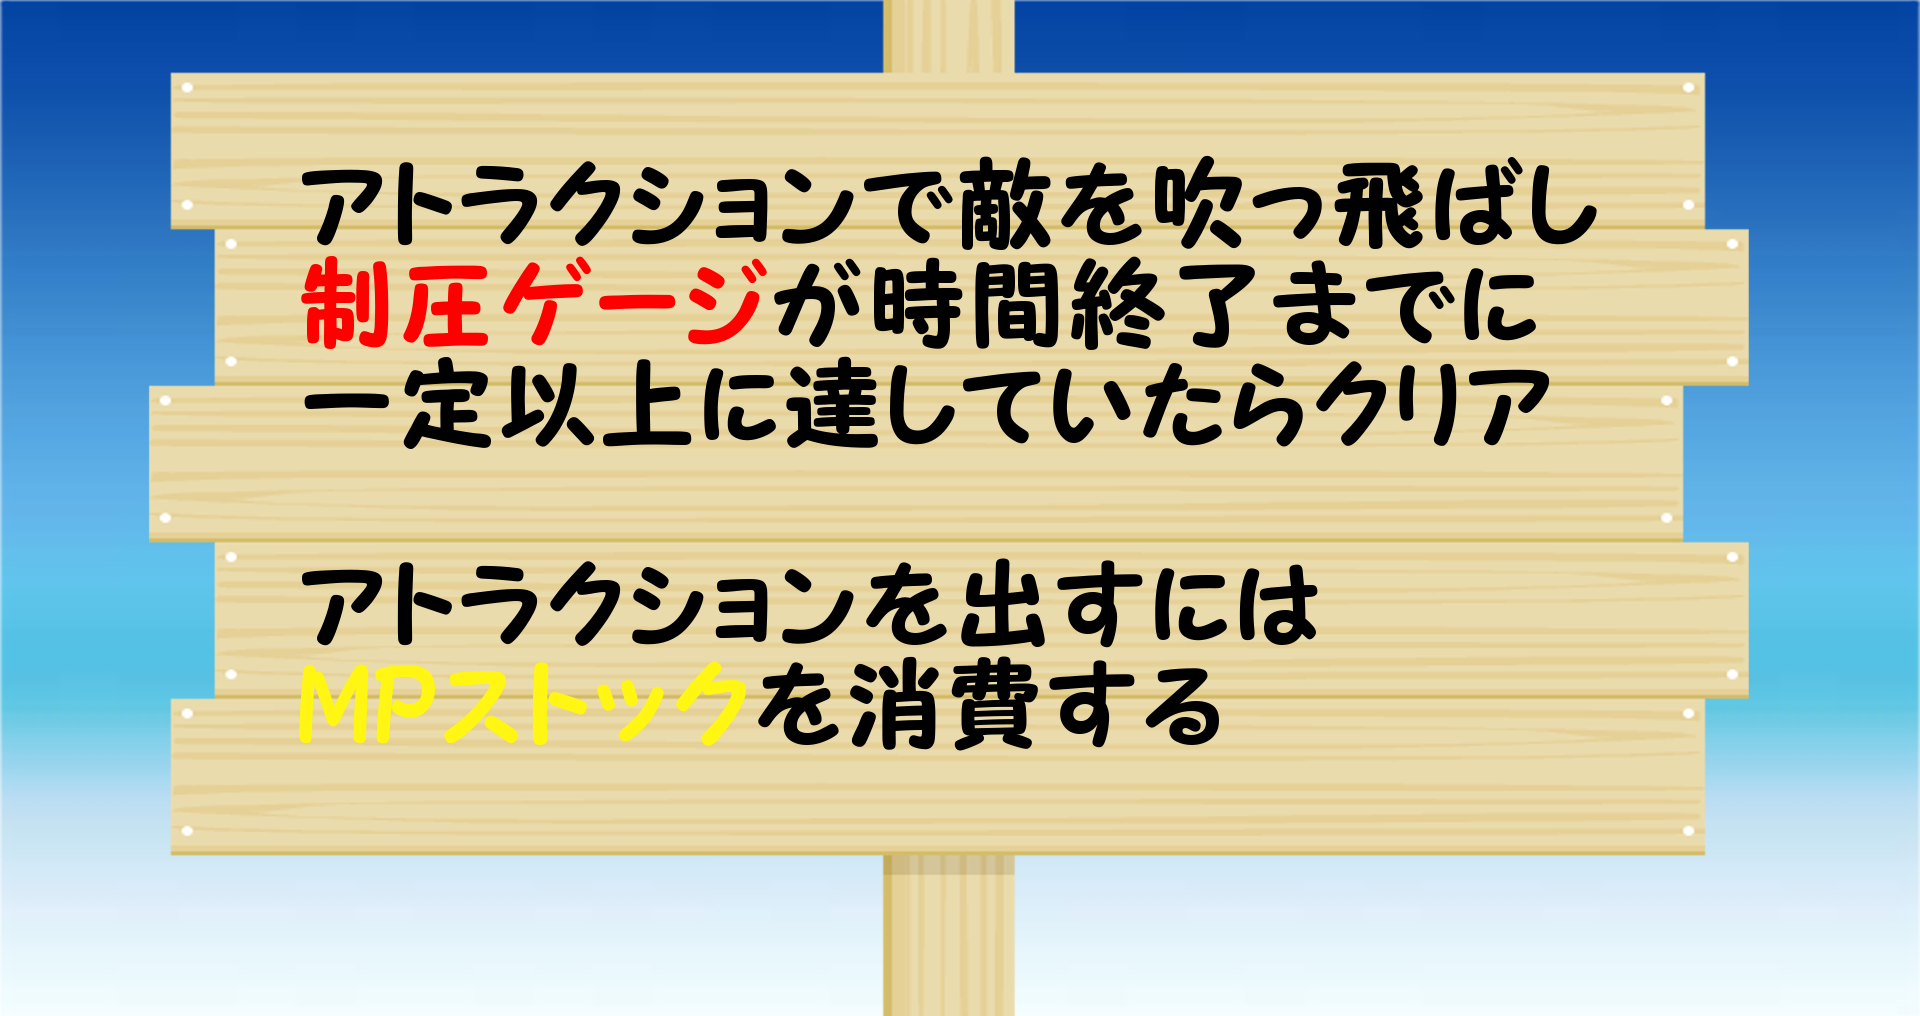 アトラクションで敵を吹っ飛ばし
制圧ゲージが時間終了までに
一定以上に達していたらクリア
アトラクションを出すには
MPストックを消費する